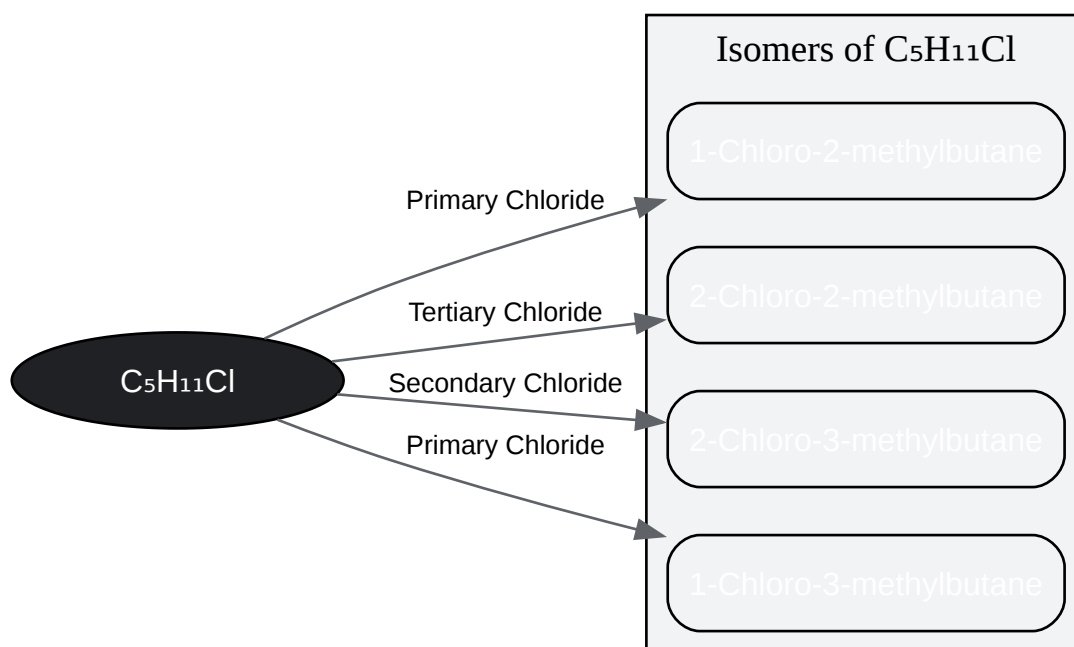 Isomers of C₅H₁₁Cl
1-Chloro-2-methylbutane
Primary Chloride
2-Chloro-2-methylbutane
Tertiary Chloride
C₅H₁₁Cl
Secondary Chloride
2-Chloro-3-methylbutane
Primary Chloride
1-Chloro-3-methylbutane